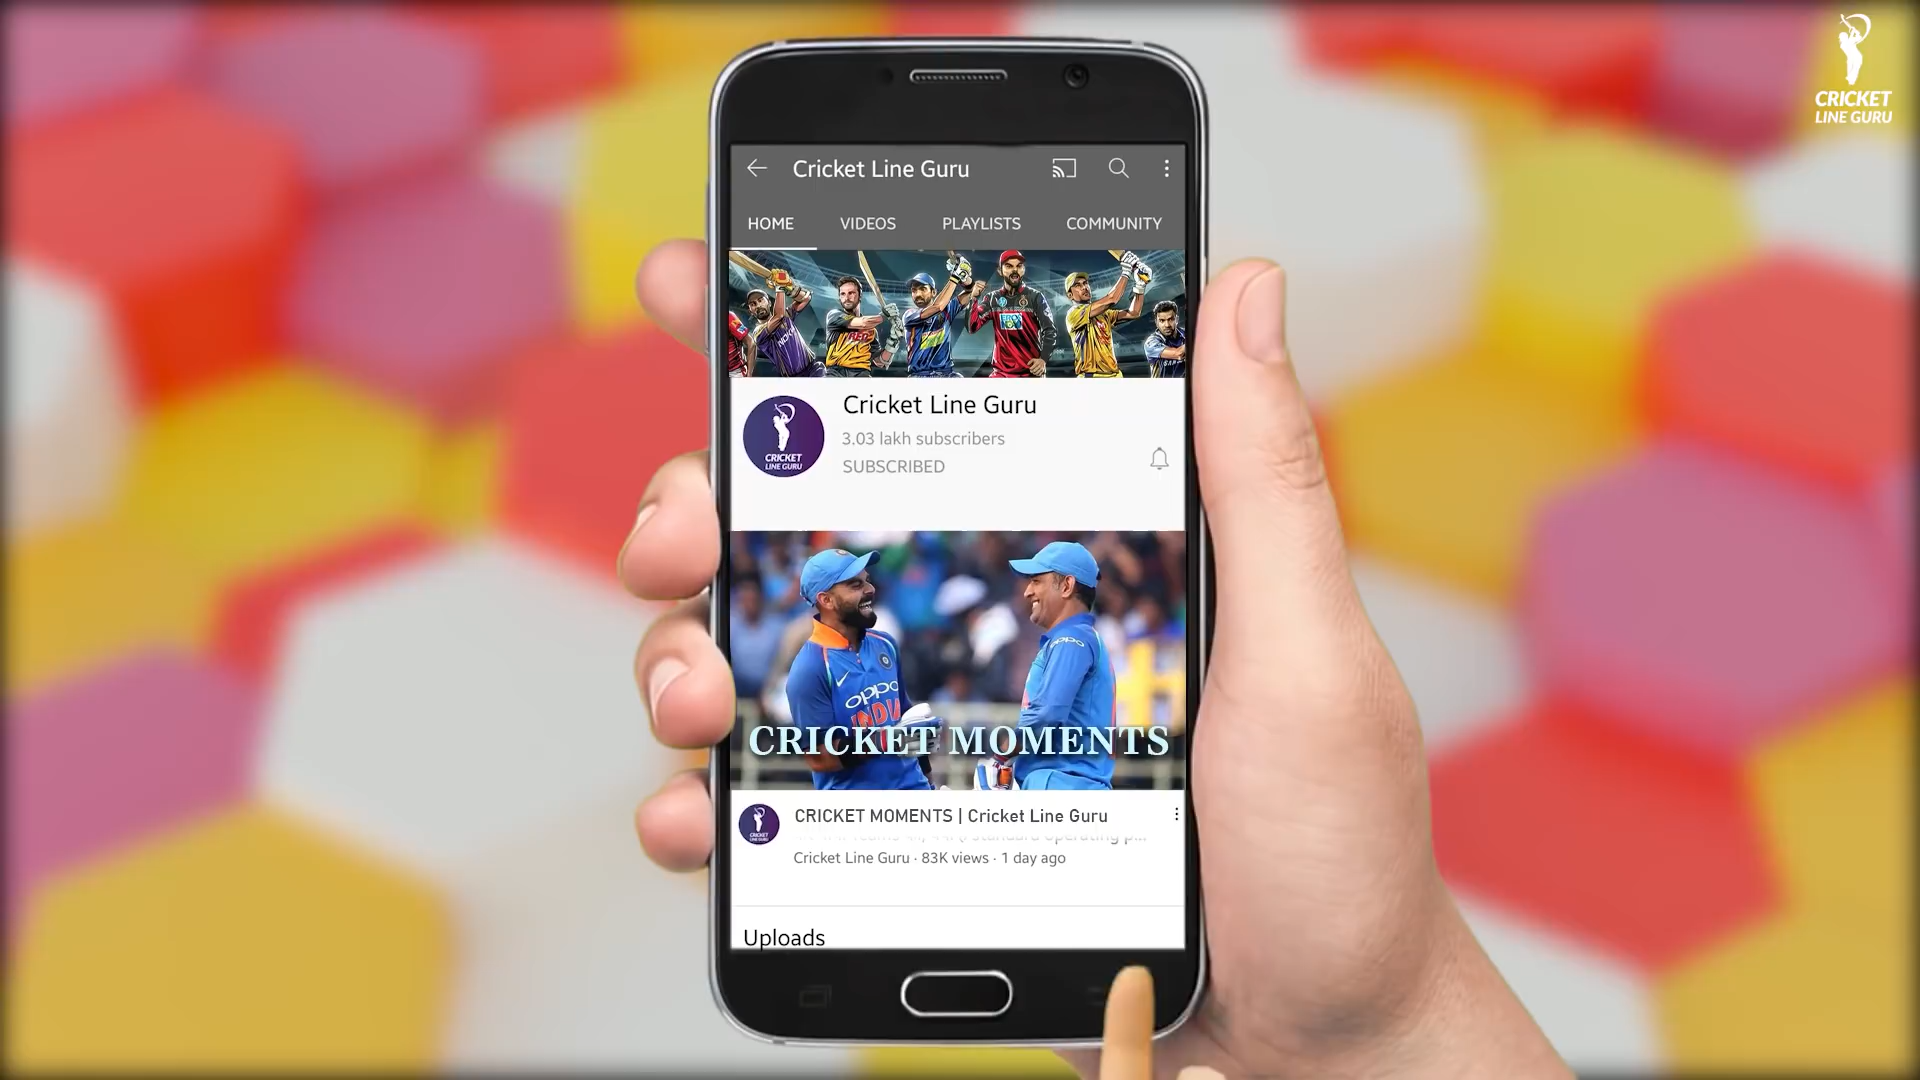 CRICKET
LINE GURU
Cricket Line Guru
HOME VIDEOS PLAYLISTS COMMUNITY
Cricket Line Guru
3.03 lakh subscribers
SUBSCRIBED
CRICKET
LINE GURU
oppo
oppo
INDIA
CRICKET MOMENTS
CRICKET MOMENTS | Cricket Line Guru
Standard Operating p...
Cricket Line Guru · 83K views · 1 day ago
Uploads